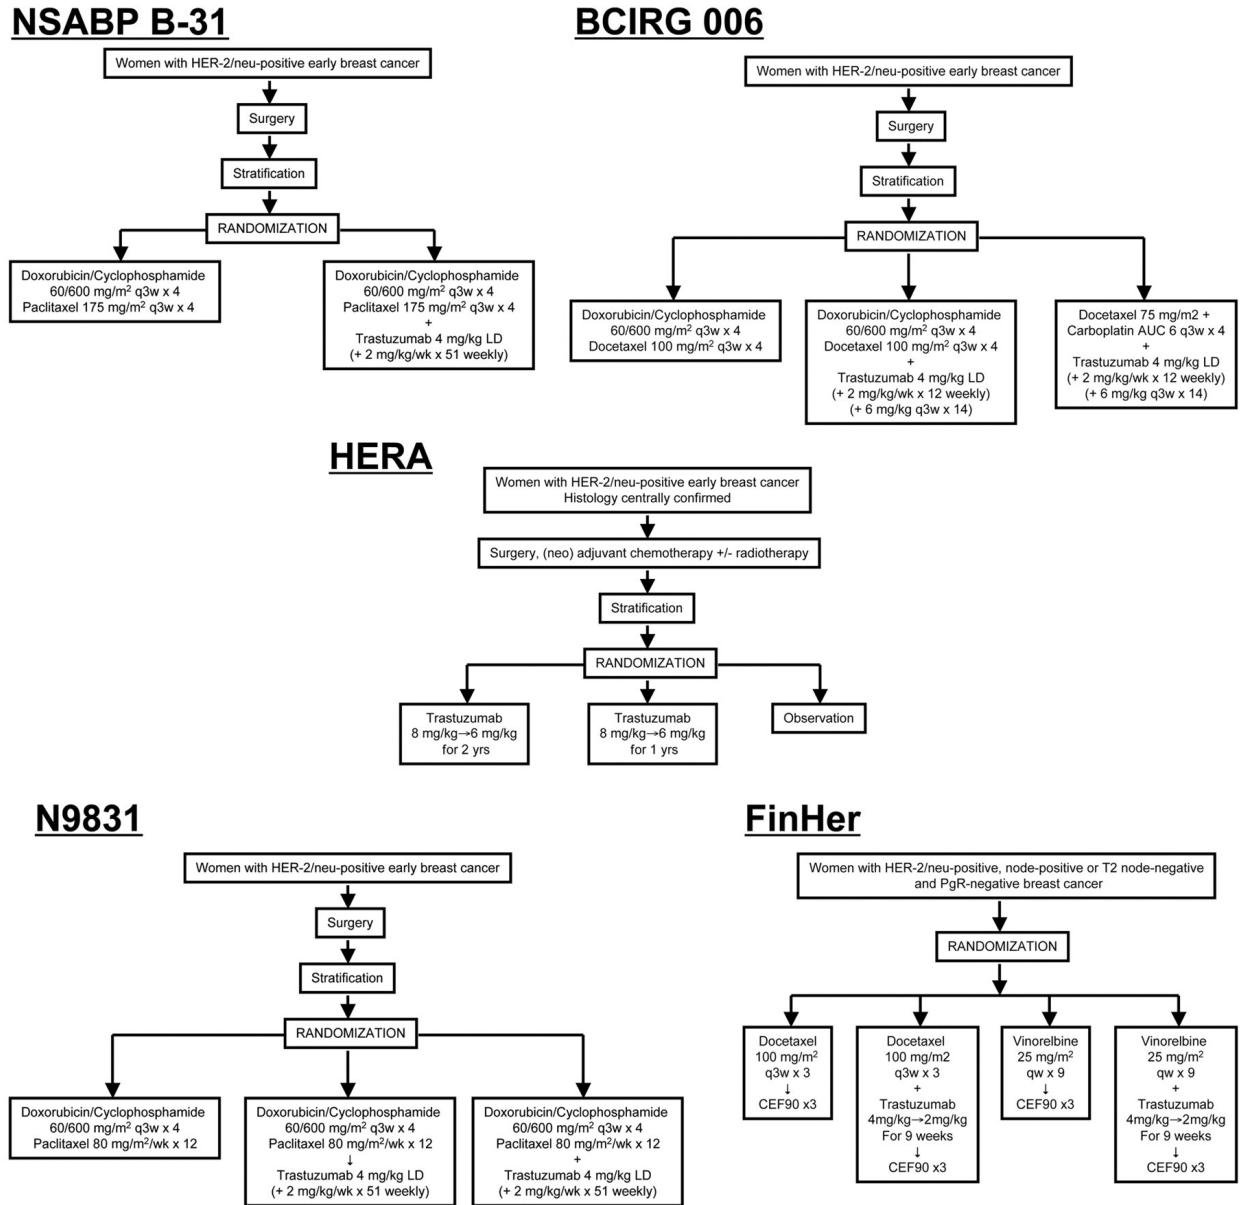 NSABP B-31
Women with HER-2/neu-positive early breast cancer
Surgery
Stratification
RANDOMIZATION
Doxorubicin/Cyclophosphamide
60/600 mg/m² q3w x 4
Paclitaxel 175 mg/m² q3w x 4
Doxorubicin/Cyclophosphamide
60/600 mg/m² q3w x 4
Paclitaxel 175 mg/m² q3w x 4
+
Trastuzumab 4 mg/kg LD
(+ 2 mg/kg/wk x 51 weekly)
BCIRG 006
Women with HER-2/neu-positive early breast cancer
Surgery
Stratification
RANDOMIZATION
Doxorubicin/Cyclophosphamide
60/600 mg/m² q3w x 4
Docetaxel 100 mg/m² q3w x 4
Doxorubicin/Cyclophosphamide
60/600 mg/m² q3w x 4
Docetaxel 100 mg/m² q3w x 4
+
Trastuzumab 4 mg/kg LD
(+ 2 mg/kg/wk x 12 weekly)
(+ 6 mg/kg q3w x 14)
Docetaxel 75 mg/m2 +
Carboplatin AUC 6 q3w x 4
+
Trastuzumab 4 mg/kg LD
(+ 2 mg/kg/wk x 12 weekly)
(+ 6 mg/kg q3w x 14)
HERA
Women with HER-2/neu-positive early breast cancer
Histology centrally confirmed
Surgery, (neo) adjuvant chemotherapy +/- radiotherapy
Stratification
RANDOMIZATION
Trastuzumab
8 mg/kg→6 mg/kg
for 2 yrs
Trastuzumab
8 mg/kg→6 mg/kg
for 1 yrs
Observation
N9831
Women with HER-2/neu-positive early breast cancer
Surgery
Stratification
RANDOMIZATION
Doxorubicin/Cyclophosphamide
60/600 mg/m² q3w x 4
Paclitaxel 80 mg/m²/wk x 12
Doxorubicin/Cyclophosphamide
60/600 mg/m² q3w x 4
Paclitaxel 80 mg/m²/wk x 12
↓
Trastuzumab 4 mg/kg LD
(+ 2 mg/kg/wk x 51 weekly)
Doxorubicin/Cyclophosphamide
60/600 mg/m² q3w x 4
Paclitaxel 80 mg/m²/wk x 12
+
Trastuzumab 4 mg/kg LD
(+ 2 mg/kg/wk x 51 weekly)
FinHer
Women with HER-2/neu-positive, node-positive or T2 node-negative
and PgR-negative breast cancer
RANDOMIZATION
Docetaxel
100 mg/m²
q3w x 3
↓
CEF90 x3
Docetaxel
100 mg/m2
q3w x 3
+
Trastuzumab
4mg/kg→2mg/kg
For 9 weeks
↓
CEF90 x3
Vinorelbine
25 mg/m²
qw x 9
↓
CEF90 x3
Vinorelbine
25 mg/m²
qw x 9
+
Trastuzumab
4mg/kg→2mg/kg
For 9 weeks
↓
CEF90 x3